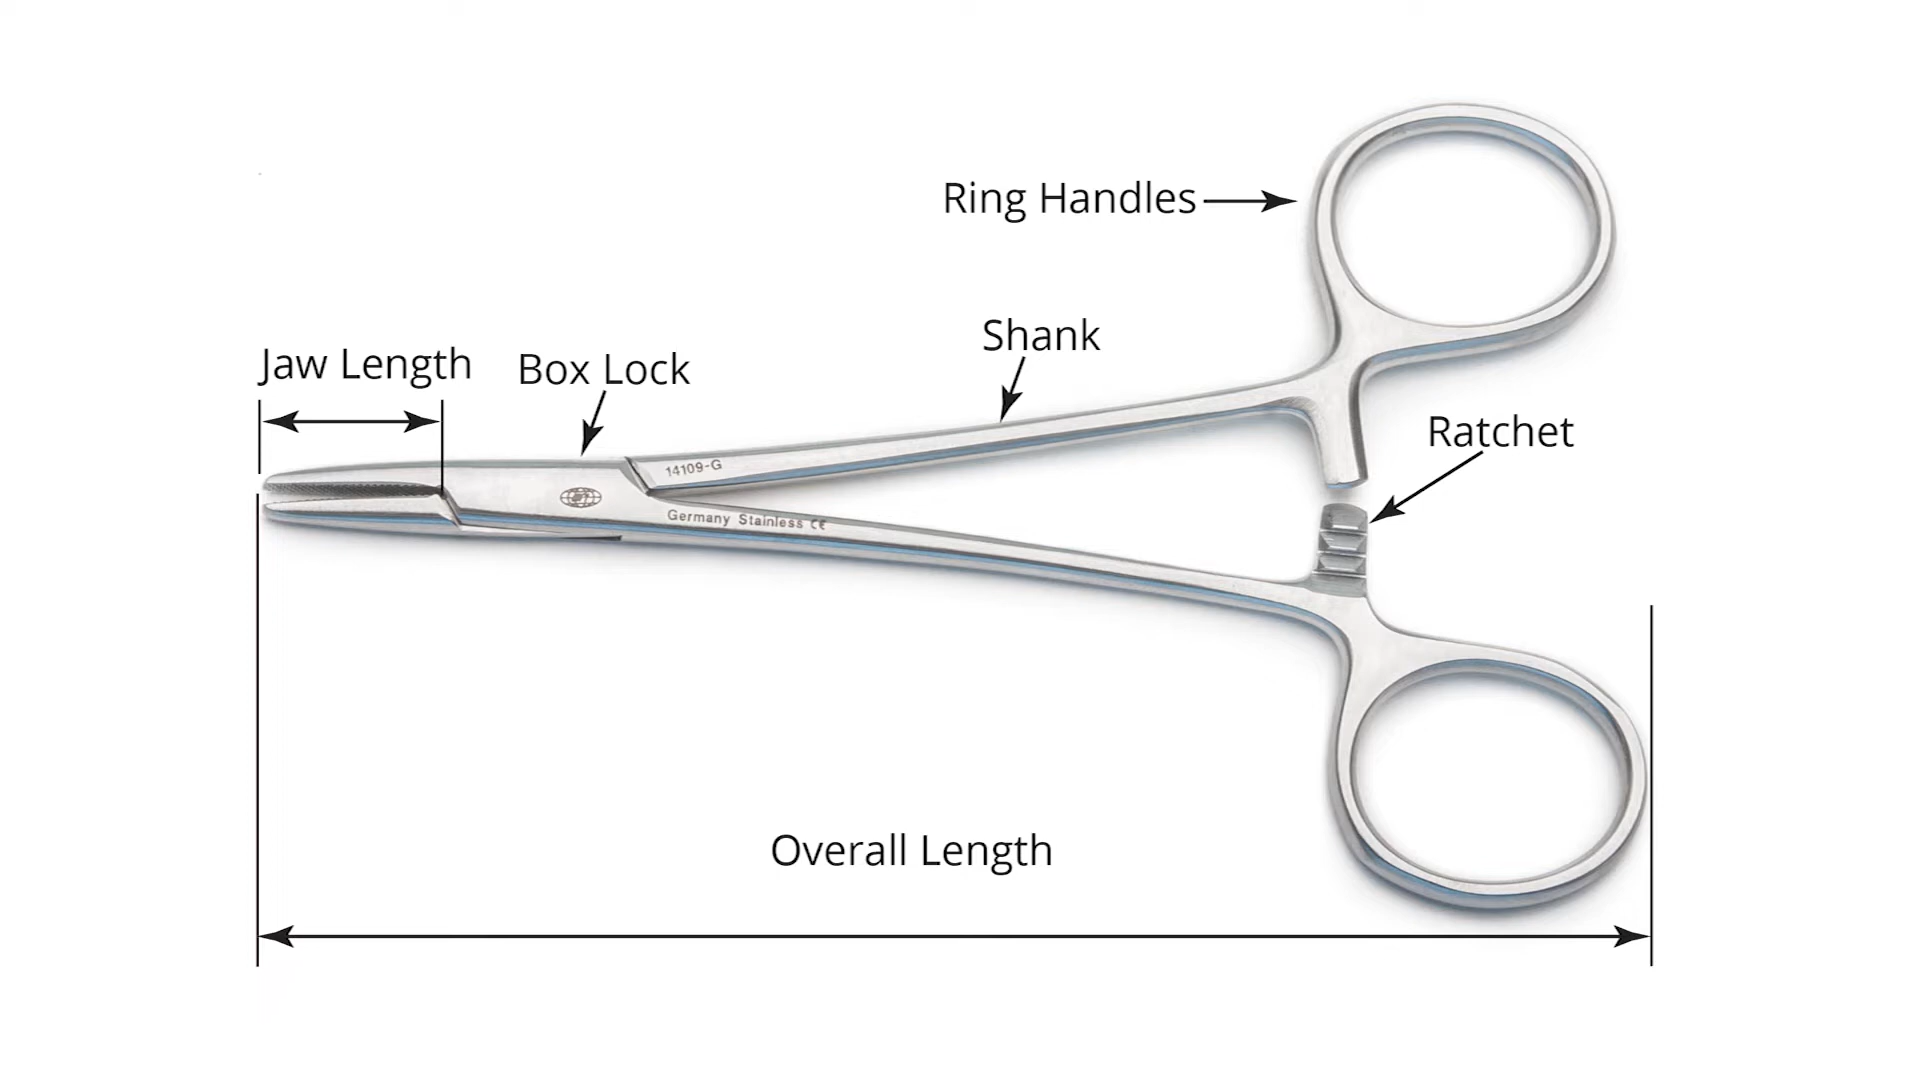 Ring Handles
Shank
Jaw Length
Box Lock
Ratchet
14109-G
Germany Stainless CE
Overall Length